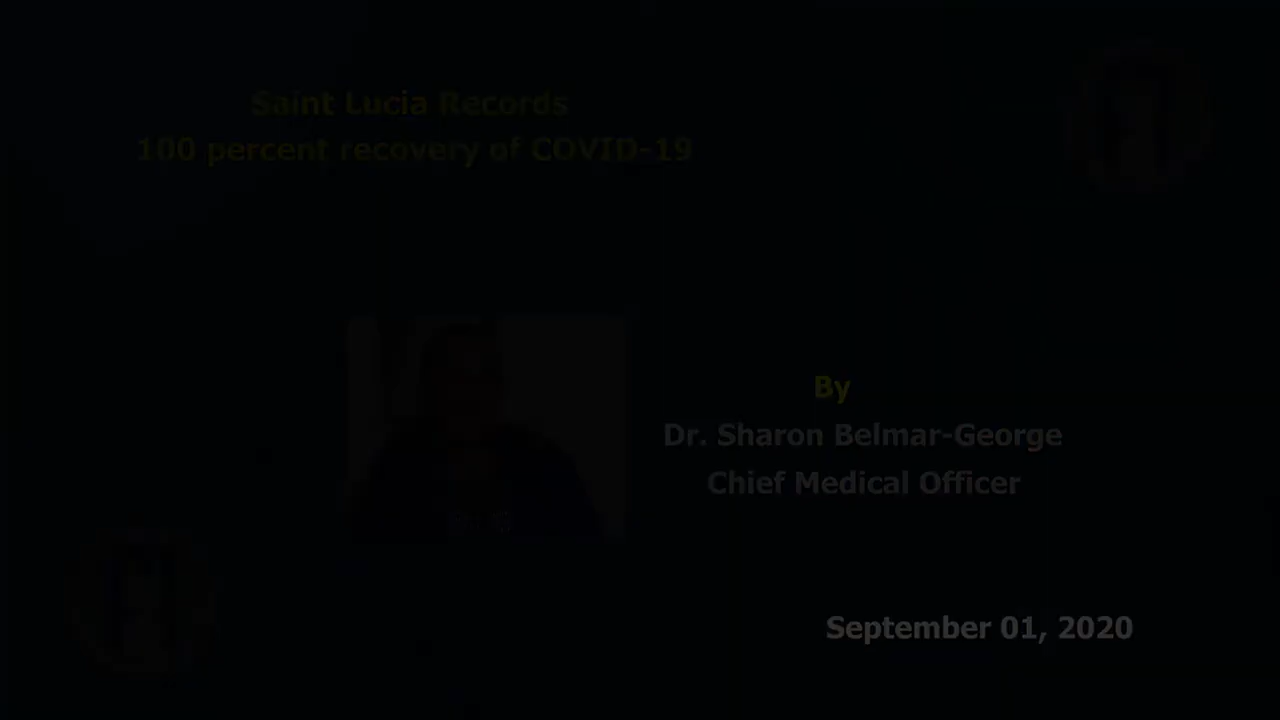 Saint Lucia Records
100 percent recovery of COVID-19
By
Dr. Sharon Belmar-George
Chief Medical Officer
September 01, 2020